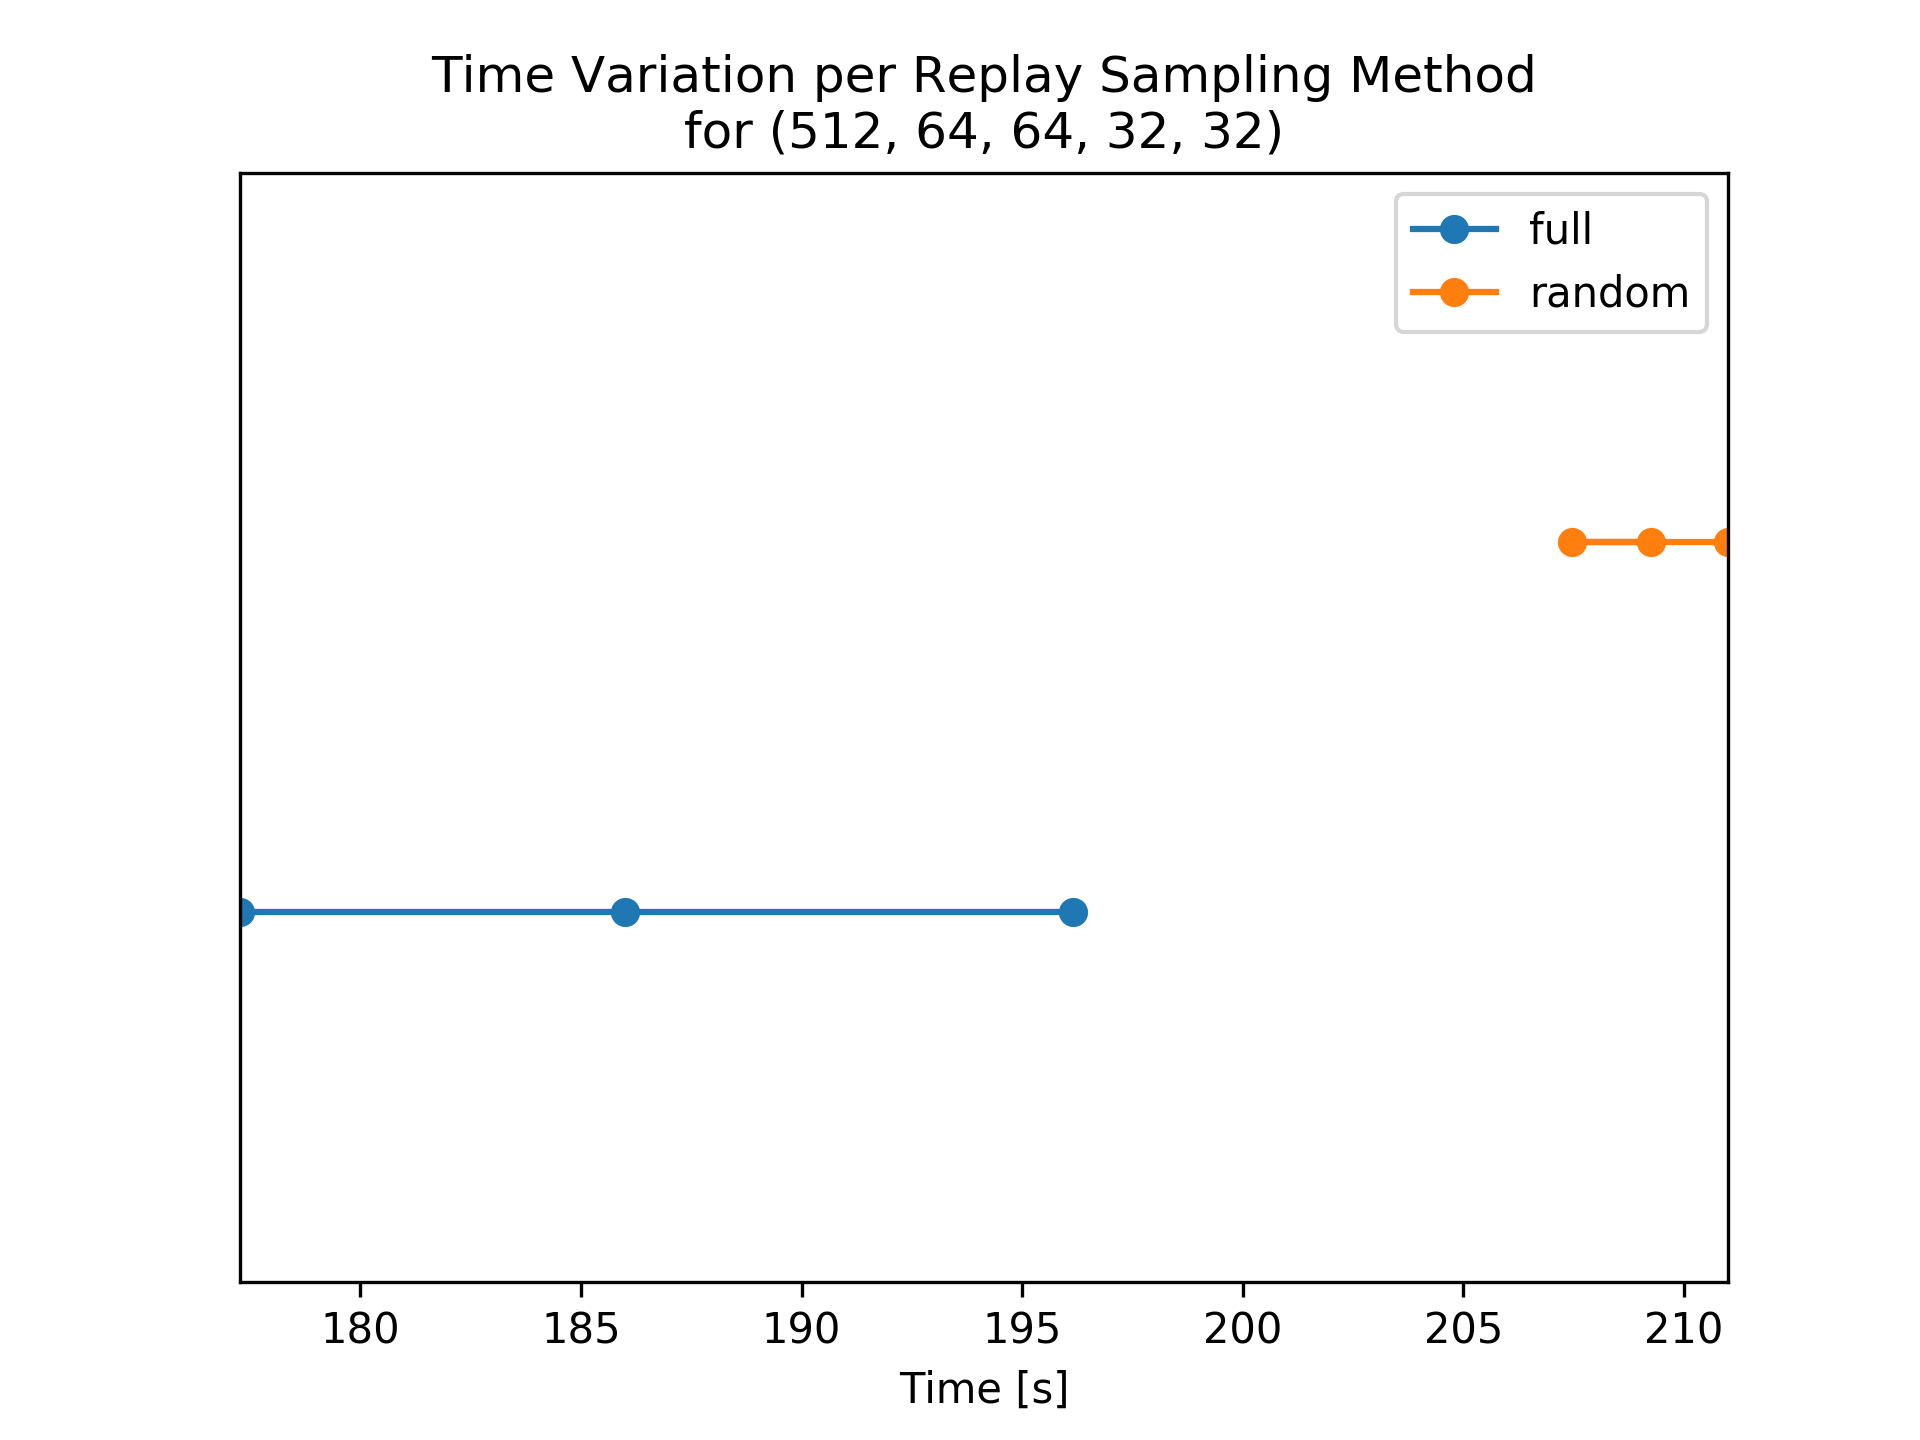 Time Variation per Replay Sampling Method
for (512, 64, 64, 32, 32)
full
random
180 185 190 195 200 205 210
Time [s]